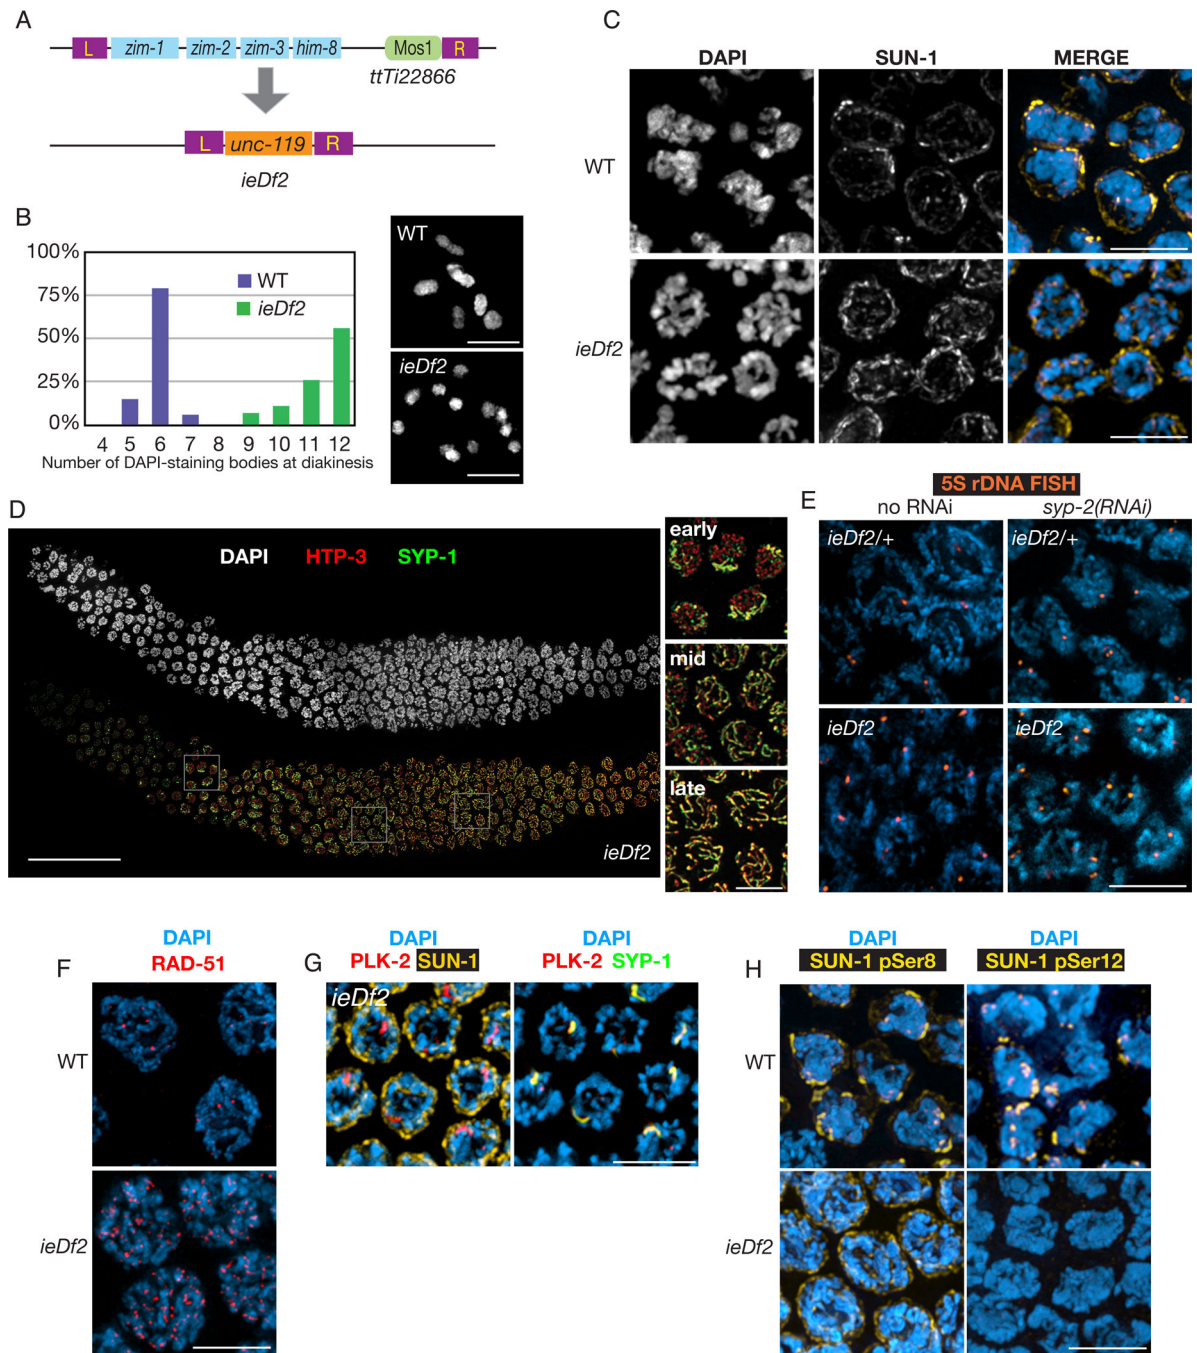 A
L zim-1 zim-2 zim-3 him-8 Mos1 R
ttTi22866
L unc-119 R
ieDf2
B
100%
75%
50%
25%
0%
WT
ieDf2
4 5 6 7 8 9 10 11 12
Number of DAPI-staining bodies at diakinesis
WT
ieDf2
C
DAPI SUN-1 MERGE
WT
ieDf2
D
DAPI HTP-3 SYP-1
ieDf2
early
mid
late
E
5S rDNA FISH
no RNAi syp-2(RNAi)
ieDf2/+ ieDf2/+
ieDf2 ieDf2
F
DAPI
RAD-51
WT
ieDf2
G
DAPI DAPI
PLK-2 SUN-1 PLK-2 SYP-1
ieDf2
H
DAPI DAPI
SUN-1 pSer8 SUN-1 pSer12
WT
ieDf2